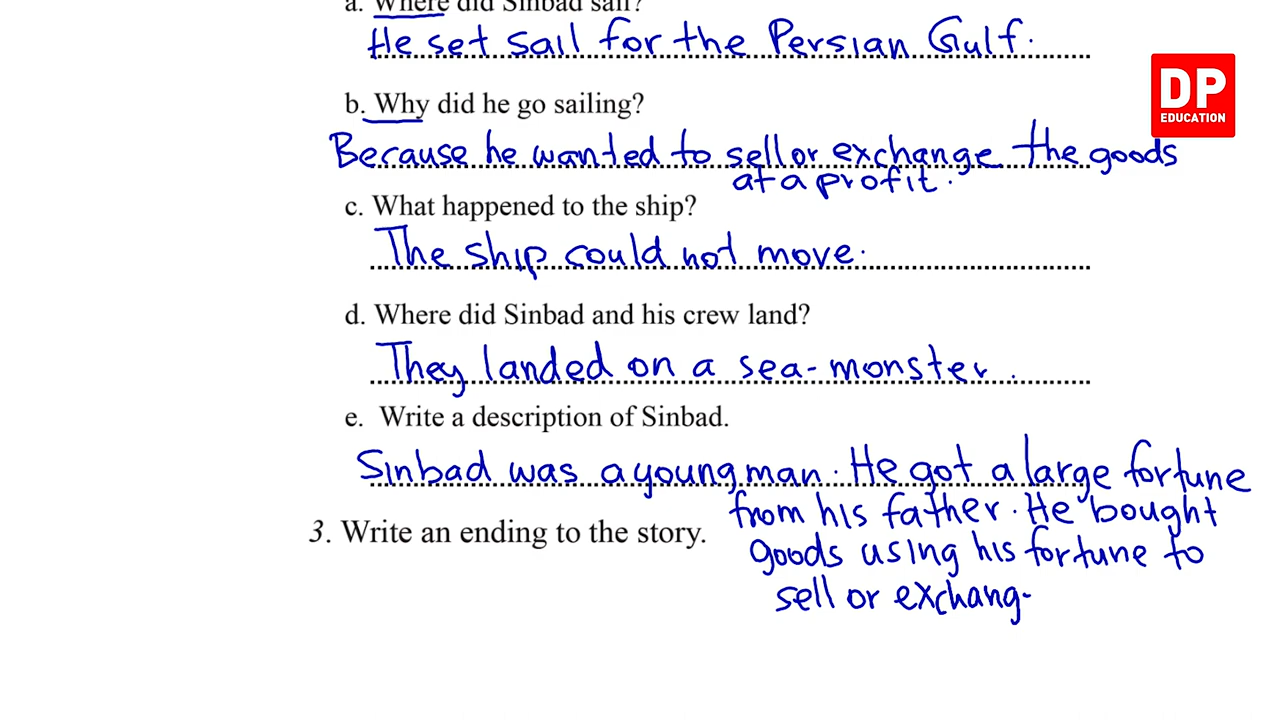 a. Where did Sinbad sail?
He set sail for the Persian Gulf.
DP
EDUCATION
b. Why did he go sailing?
Because he wanted to sell or exchange the goods
at a profit.
c. What happened to the ship?
The ship could not move.
d. Where did Sinbad and his crew land?
They landed on a sea-monster.
e. Write a description of Sinbad.
Sinbad was a young man. He got a large fortune
from his father. He bought
3. Write an ending to the story.
goods using his fortune to
sell or exchang